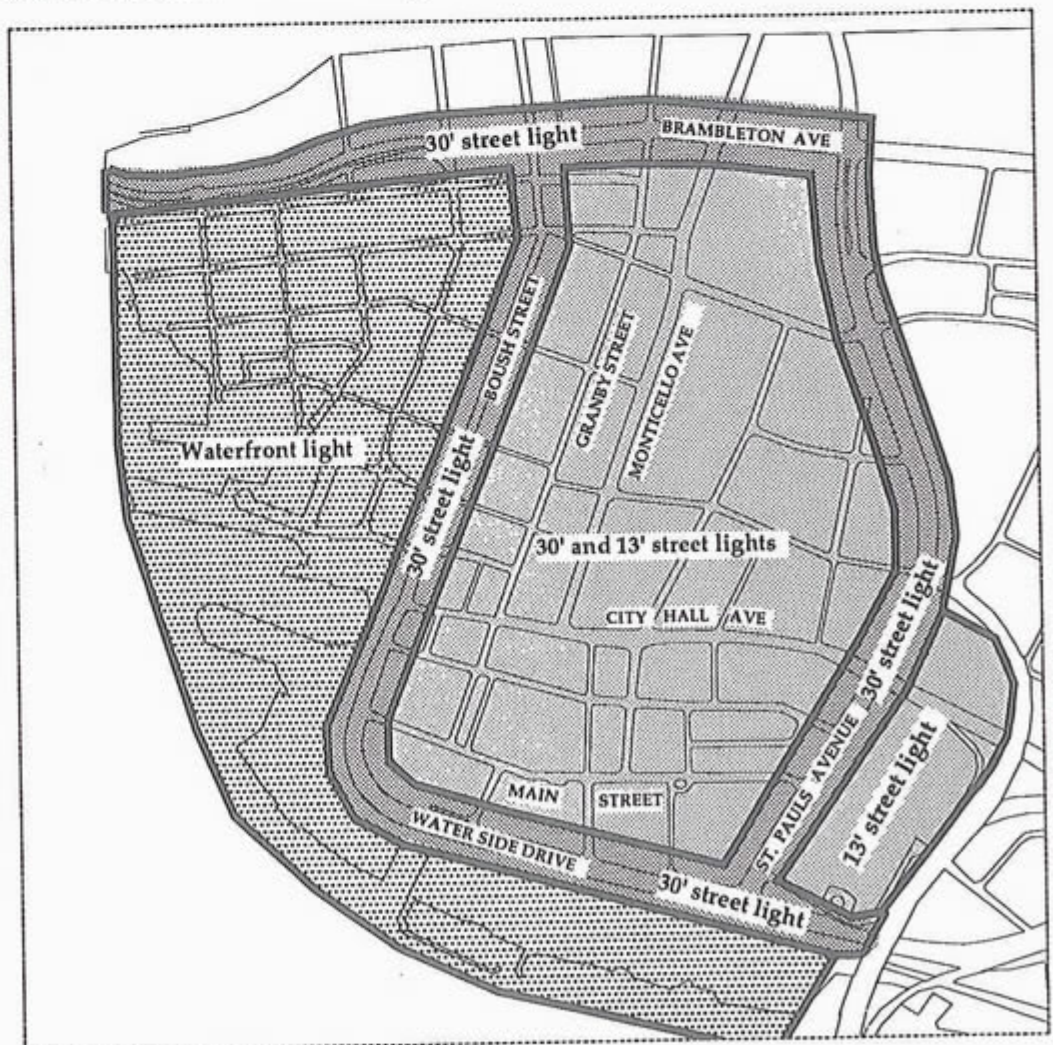 30' street light
BRAMBLETON AVE
BOUSH STREET
GRANBY STREET
MONTICELLO AVE
Waterfront light
30' street light
30' and 13' street lights
CITY HALL AVE
30' street light
ST. PAULS AVENUE
13' street light
MAIN STREET
WATER SIDE DRIVE
30' street light